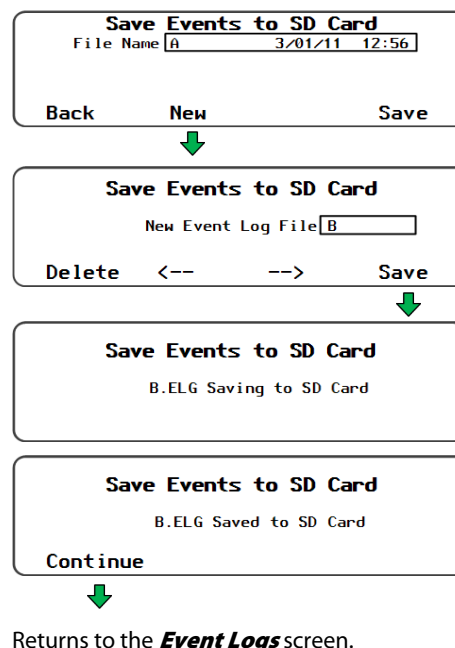 Save Events to SD Card
File Name A 3/01/11 12:56
Back New Save
Save Events to SD Card
New Event Log File B
Delete <-- --> Save
Save Events to SD Card
B.ELG Saving to SD Card
Save Events to SD Card
B.ELG Saved to SD Card
Continue
Returns to the Event Logs screen.